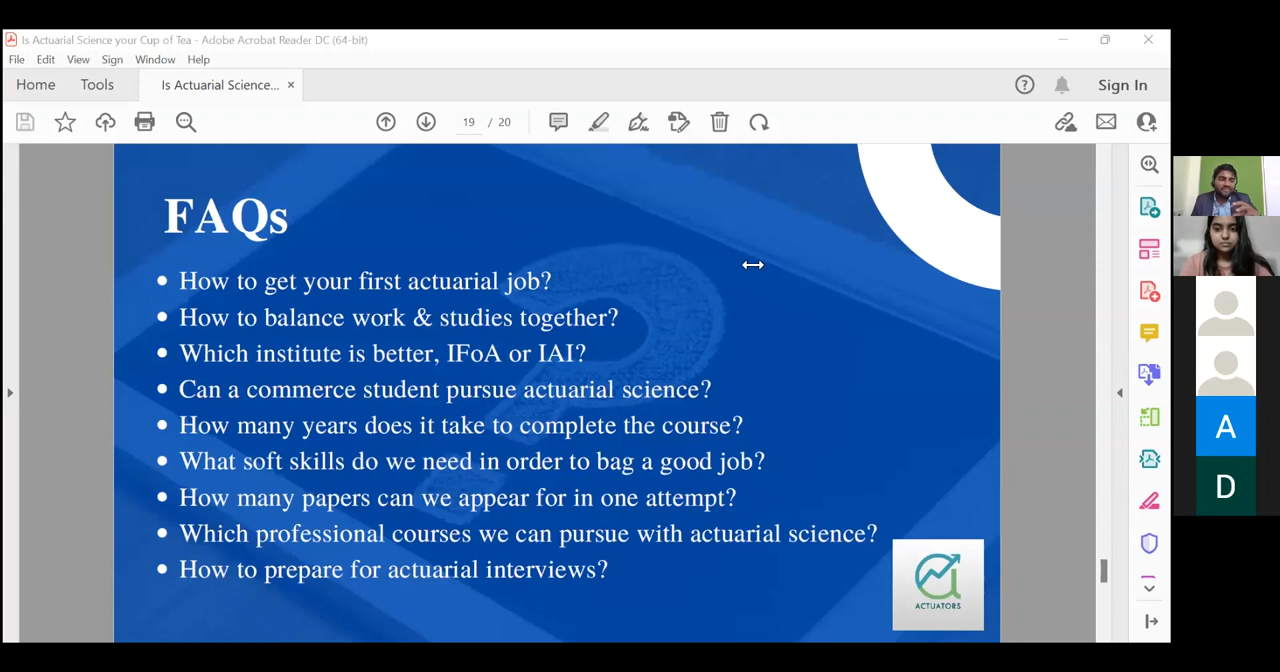 Is Actuarial Science your Cup of Tea - Adobe Acrobat Reader DC (64-bit)
File Edit View Sign Window Help
Home Tools Is Actuarial Science... × Sign In
19 / 20
FAQs
• How to get your first actuarial job?
• How to balance work & studies together?
• Which institute is better, IFoA or IAI?
• Can a commerce student pursue actuarial science?
• How many years does it take to complete the course?
• What soft skills do we need in order to bag a good job?
• How many papers can we appear for in one attempt?
• Which professional courses we can pursue with actuarial science?
• How to prepare for actuarial interviews?
ACTUATORS
A
D